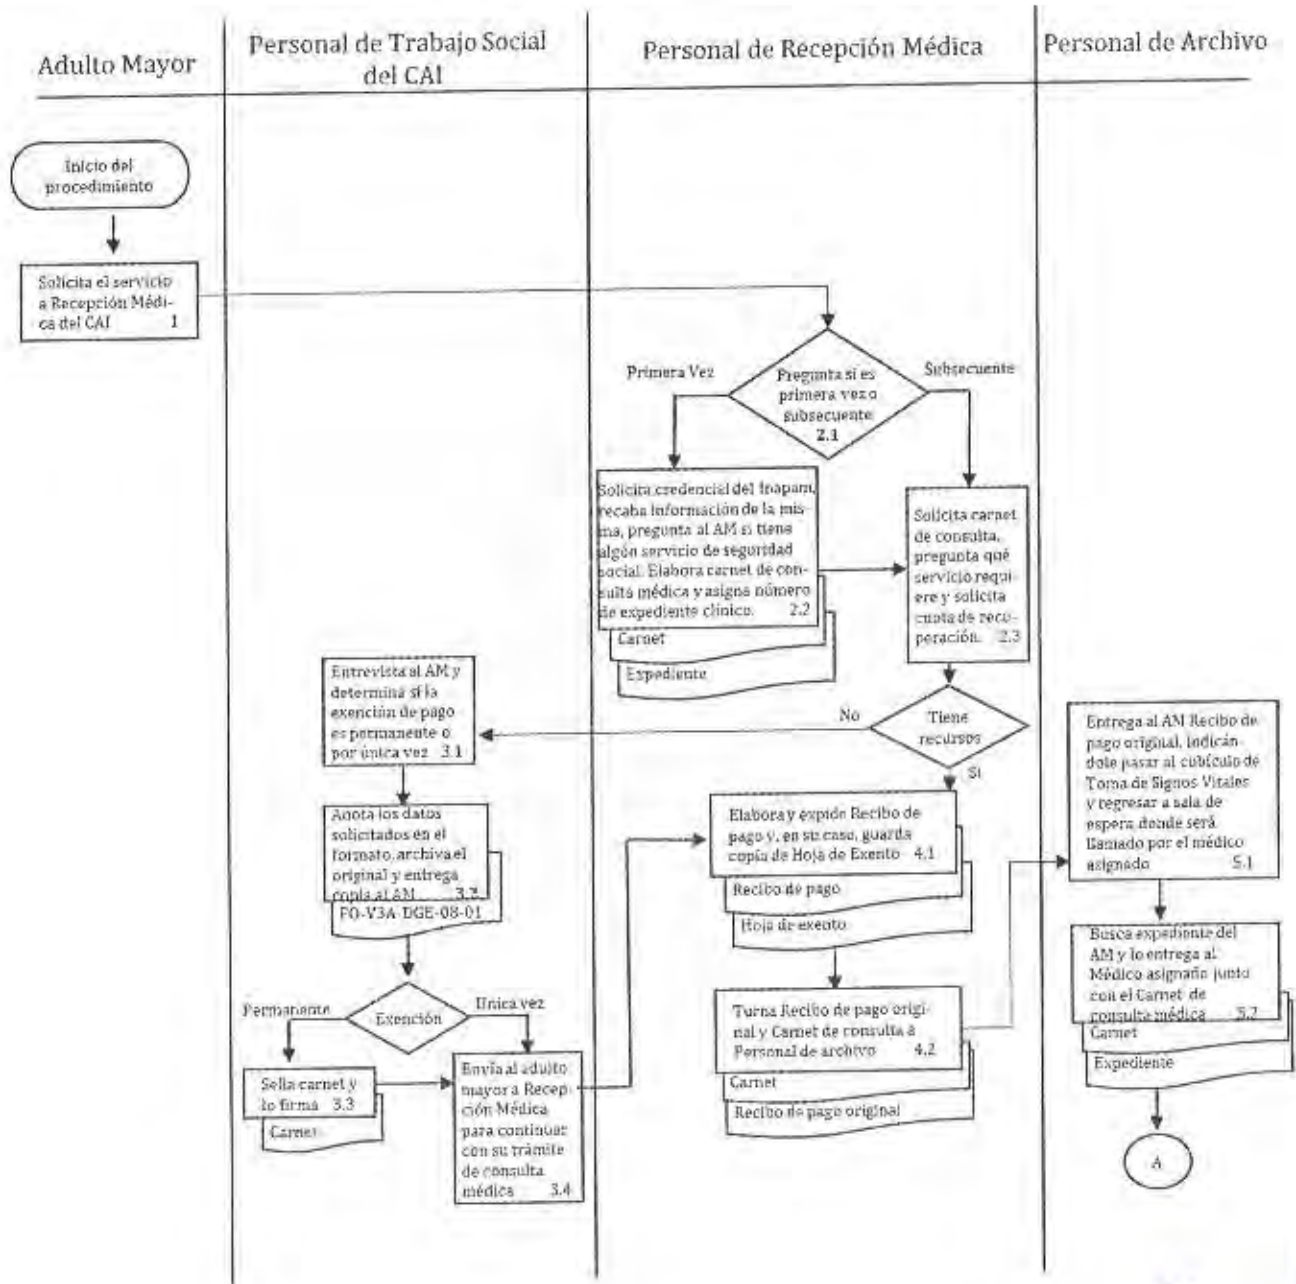 Adulto Mayor
Personal de Trabajo Social
del CAI
Personal de Recepción Médica
Personal de Archivo
Inicio del
procedimiento
Solicita el servicio
a Recepción Médi-
ca del CAI 1
Primera Vez
Pregunta si es
primera vez o
subsecuente
2.1
Subsecuente
Solicita credencial del Inapam,
recaba información de la mis-
ma, pregunta al AM si tiene
algún servicio de seguridad
social. Elabora carnet de con-
sulta médica y asigna número
de expediente clínico. 2.2
Carnet
Expediente
Solicita carnet
de consulta,
pregunta qué
servicio requi-
ere y solicita
cuota de recu-
peración. 2.3
Tiene
recursos
No
Si
Entrevista al AM y
determina si la
exención de pago
es permanente o
por única vez 3.1
Anota los datos
solicitados en el
formato, archiva el
original y entrega
copia al AM 3.2
FO-V3A-DGE-08-01
Exención
Permanente
Unica vez
Sella carnet y
lo firma 3.3
Carnet
Envía al adulto
mayor a Recep-
ción Médica
para continuar
con su trámite
de consulta
médica 3.4
Elabora y expide Recibo de
pago y, en su caso, guarda
copia de Hoja de Exento 4.1
Recibo de pago
Hoja de exento
Turna Recibo de pago origi-
nal y Carnet de consulta a
Personal de archivo 4.2
Carnet
Recibo de pago original
Entrega al AM Recibo de
pago original, indicán-
dole pasar al cubículo de
Toma de Signos Vitales
y regresar a sala de
espera donde será
llamado por el médico
asignado 5.1
Busca expediente del
AM y lo entrega al
Médico asignado junto
con el Carnet de
consulta médica 5.2
Carnet
Expediente
A